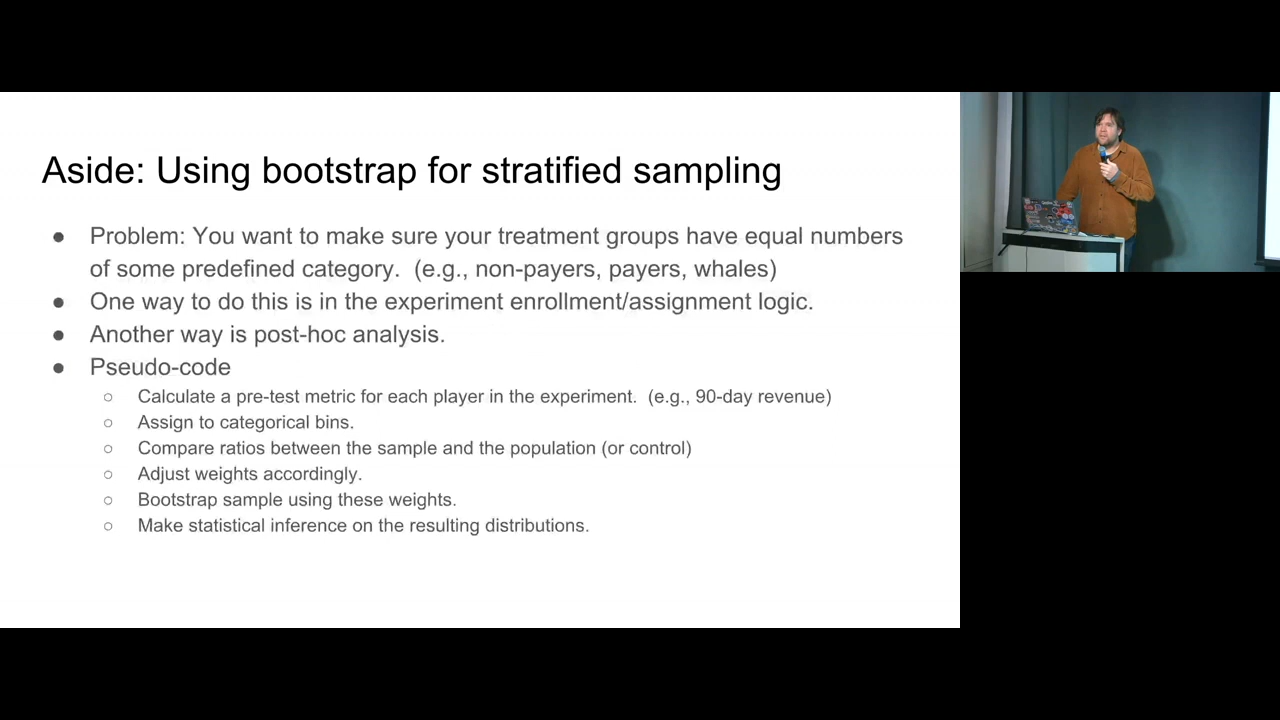 Aside: Using bootstrap for stratified sampling
● Problem: You want to make sure your treatment groups have equal numbers
of some predefined category.  (e.g., non-payers, payers, whales)
● One way to do this is in the experiment enrollment/assignment logic.
● Another way is post-hoc analysis.
● Pseudo-code
○ Calculate a pre-test metric for each player in the experiment.  (e.g., 90-day revenue)
○ Assign to categorical bins.
○ Compare ratios between the sample and the population (or control)
○ Adjust weights accordingly.
○ Bootstrap sample using these weights.
○ Make statistical inference on the resulting distributions.